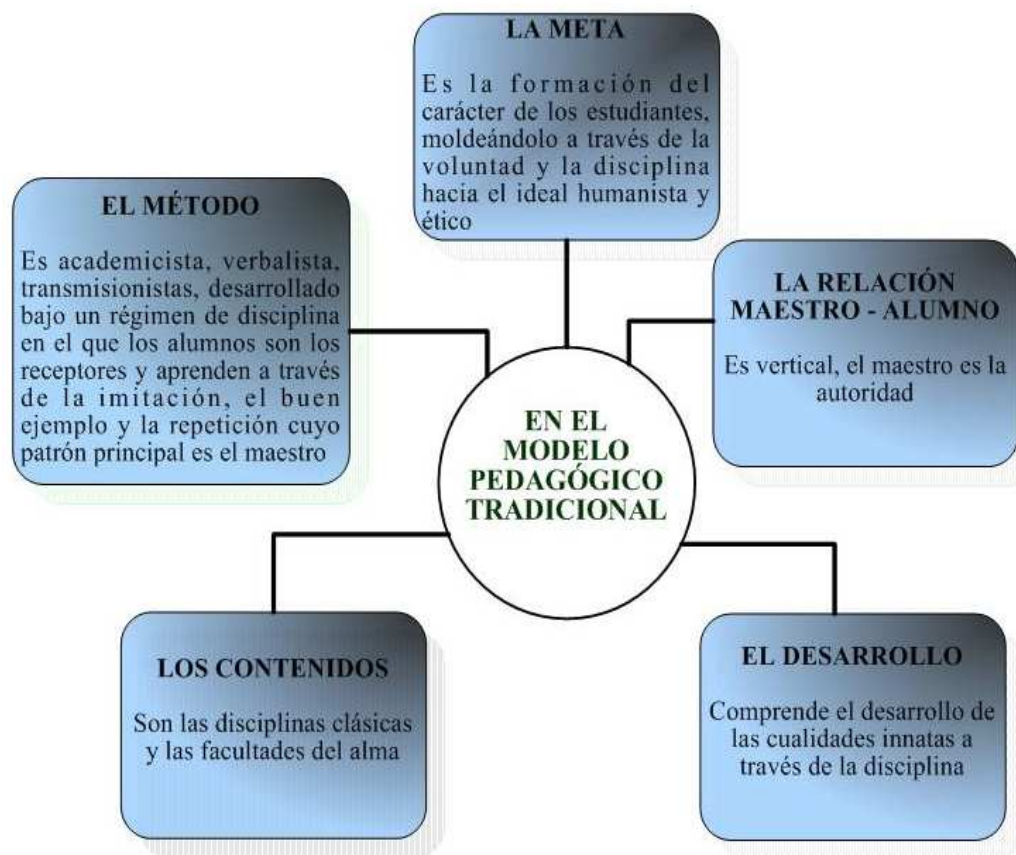 LA META
Es la formación del
carácter de los estudiantes,
moldeándolo a través de la
voluntad y la disciplina
hacia el ideal humanista y
ético
EL MÉTODO
Es academicista, verbalista,
transmisionistas, desarrollado
bajo un régimen de disciplina
en el que los alumnos son los
receptores y aprenden a través
de la imitación, el buen
ejemplo y la repetición cuyo
patrón principal es el maestro
LA RELACIÓN
MAESTRO - ALUMNO
Es vertical, el maestro es la
autoridad
EN EL
MODELO
PEDAGÓGICO
TRADICIONAL
LOS CONTENIDOS
Son las disciplinas clásicas
y las facultades del alma
EL DESARROLLO
Comprende el desarrollo de
las cualidades innatas a
través de la disciplina